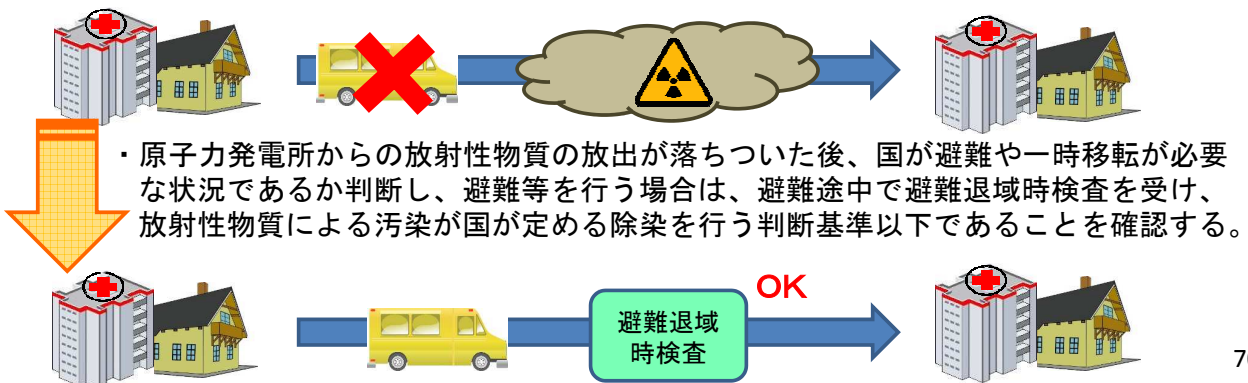 ・原子力発電所からの放射性物質の放出が落ちついた後、国が避難や一時移転が必要
な状況であるか判断し、避難等を行う場合は、避難途中で避難退域時検査を受け、
放射性物質による汚染が国が定める除染を行う判断基準以下であることを確認する。
OK
避難退域
時検査